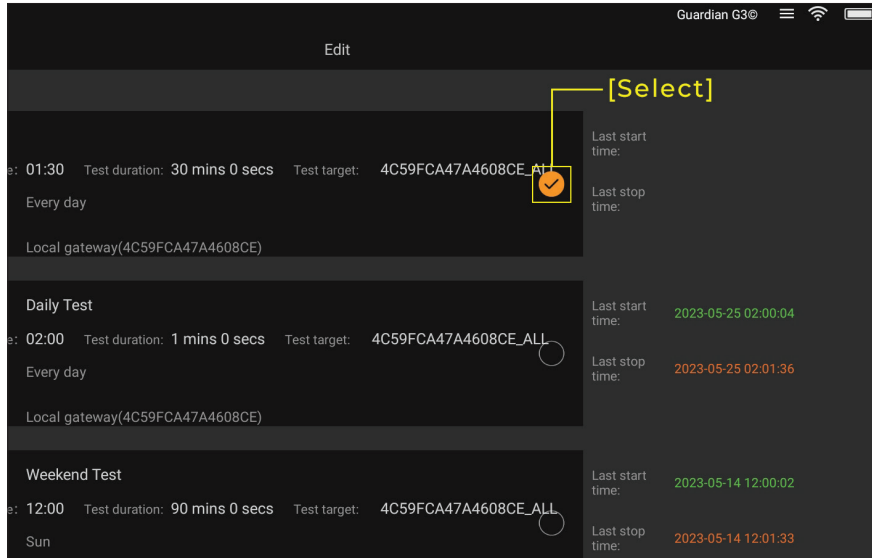 Guardian G3©
Edit
[Select]
e: 01:30 Test duration: 30 mins 0 secs Test target: 4C59FCA47A4608CE_ALL
Every day
Local gateway(4C59FCA47A4608CE)
Last start
time:
Last stop
time:
Daily Test
e: 02:00 Test duration: 1 mins 0 secs Test target: 4C59FCA47A4608CE_ALL
Every day
Local gateway(4C59FCA47A4608CE)
Last start
time: 2023-05-25 02:00:04
Last stop
time: 2023-05-25 02:01:36
Weekend Test
e: 12:00 Test duration: 90 mins 0 secs Test target: 4C59FCA47A4608CE_ALL
Sun
Last start
time: 2023-05-14 12:00:02
Last stop
time: 2023-05-14 12:01:33